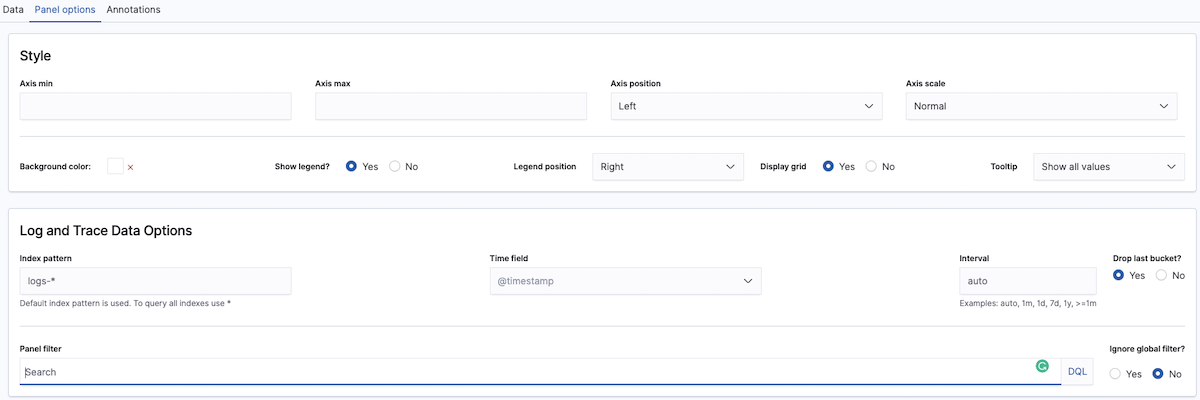 Data Panel options Annotations
Style
Axis min Axis max Axis position Axis scale
Left Normal
Background color: Show legend? Yes No Legend position Right Display grid Yes No Tooltip Show all values
Log and Trace Data Options
Index pattern Time field Interval Drop last bucket?
logs-* @timestamp auto Yes No
Default index pattern is used. To query all indexes use * Examples: auto, 1m, 1d, 7d, 1y, >=1m
Panel filter Ignore global filter?
Search DQL Yes No